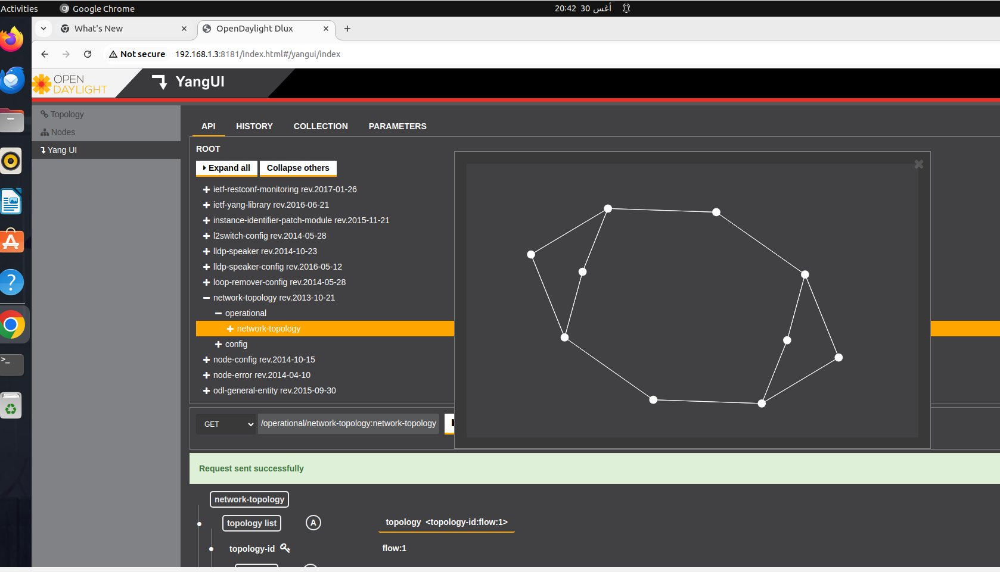 Activities
Google Chrome
20:42 30 أغس
What's New
OpenDaylight Dlux
Not secure
192.168.1.3:8181/index.html#/yangui/index
OPEN
DAYLIGHT
YangUI
Topology
Nodes
Yang UI
API HISTORY COLLECTION PARAMETERS
ROOT
Expand all
Collapse others
ietf-restconf-monitoring rev.2017-01-26
ietf-yang-library rev.2016-06-21
instance-identifier-patch-module rev.2015-11-21
l2switch-config rev.2014-05-28
lldp-speaker rev.2014-10-23
lldp-speaker-config rev.2016-05-12
loop-remover-config rev.2014-05-28
network-topology rev.2013-10-21
operational
network-topology
config
node-config rev.2014-10-15
node-error rev.2014-04-10
odl-general-entity rev.2015-09-30
GET
/operational/network-topology:network-topology
Request sent successfully
network-topology
topology list
A
topology <topology-id:flow:1>
topology-id
flow:1